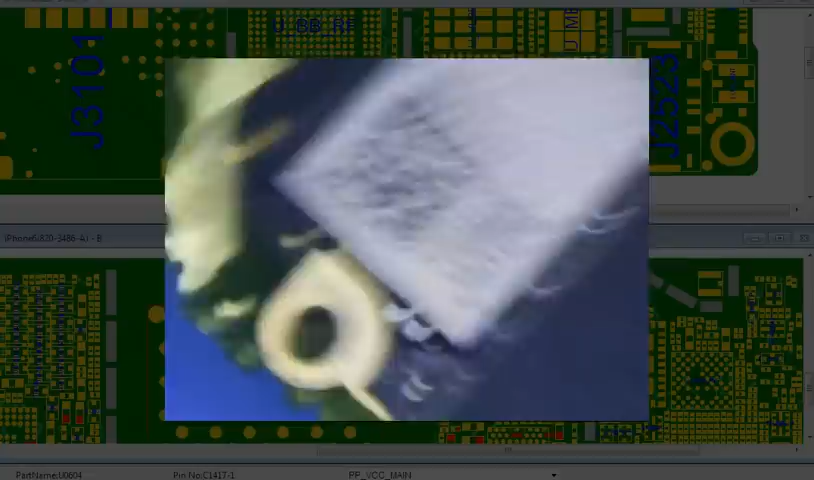 U_BB_RF
J3101
J2523
iPhone6(820-3486-A) - B
PartName:U0604 Pin No:C1417-1 PP_VCC_MAIN